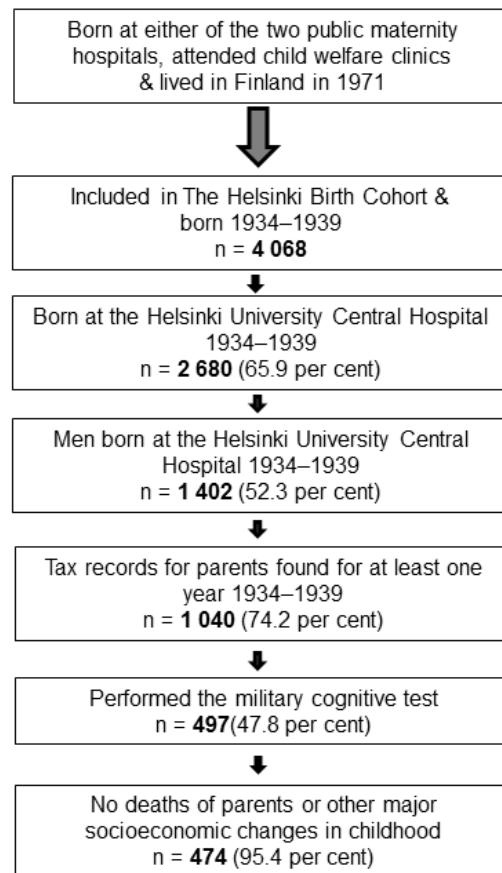 Born at either of the two public maternity
hospitals, attended child welfare clinics
& lived in Finland in 1971
Included in The Helsinki Birth Cohort &
born 1934–1939
n = 4 068
Born at the Helsinki University Central Hospital
1934–1939
n = 2 680 (65.9 per cent)
Men born at the Helsinki University Central
Hospital 1934–1939
n = 1 402 (52.3 per cent)
Tax records for parents found for at least one
year 1934–1939
n = 1 040 (74.2 per cent)
Performed the military cognitive test
n = 497(47.8 per cent)
No deaths of parents or other major
socioeconomic changes in childhood
n = 474 (95.4 per cent)